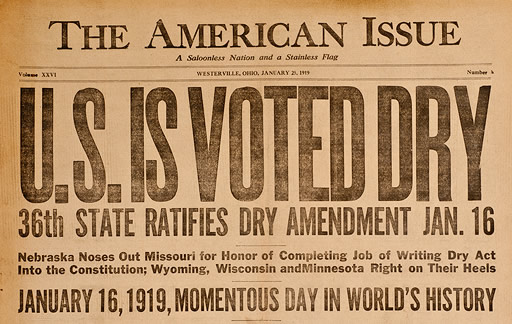 THE AMERICAN ISSUE
A Saloonless Nation and a Stainless Flag
Volume XXVI WESTERVILLE, OHIO, JANUARY 25, 1919 Number
U.S. IS VOTED DRY
36th STATE RATIFIES DRY AMENDMENT JAN. 16
Nebraska Noses Out Missouri for Honor of Completing Job of Writing Dry Act
Into the Constitution; Wyoming, Wisconsin andMinnesota Right on Their Heels
JANUARY 16, 1919, MOMENTOUS DAY IN WORLD'S HISTORY